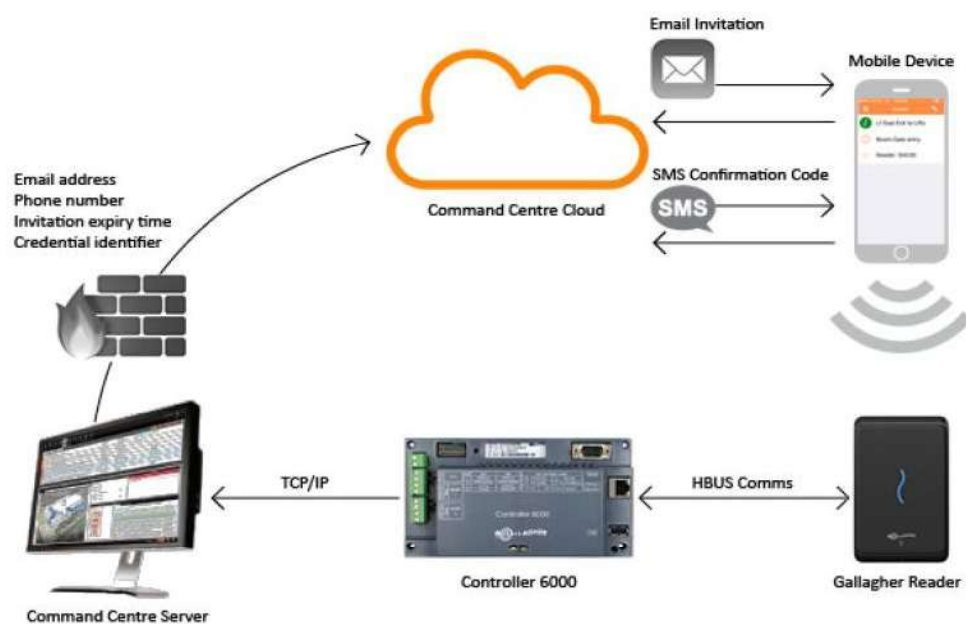 Email Invitation
Mobile Device
Email address
Phone number
Invitation expiry time
Credential identifier
Command Centre Cloud
SMS Confirmation Code
SMS
TCP/IP
HBUS Comms
Controller 6000
Controller 6000
Gallagher Reader
Command Centre Server